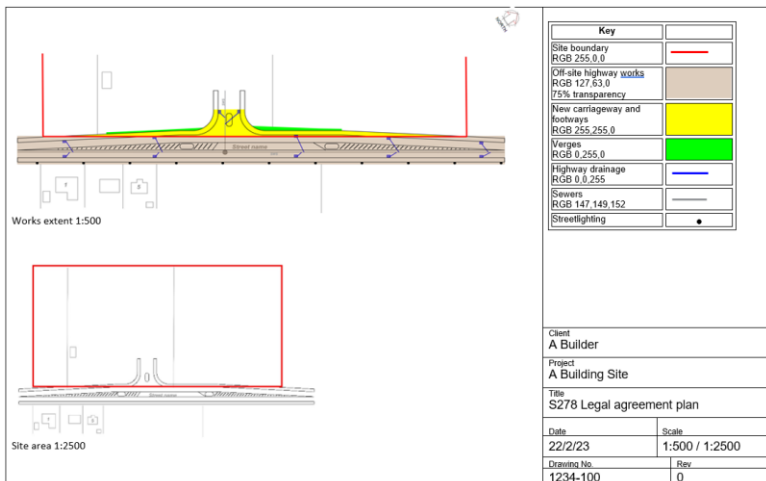 NORTH
Street name
7
Works extent 1:500
Street name
Site area 1:2500
Key
Site boundary
RGB 255,0,0
Off-site highway works
RGB 127,63,0
75% transparency
New carriageway and
footways
RGB 255,255,0
Verges
RGB 0,255,0
Highway drainage
RGB 0,0,255
Sewers
RGB 147,149,152
Streetlighting
Client
A Builder
Project
A Building Site
Title
S278 Legal agreement plan
Date
Scale
22/2/23
1:500 / 1:2500
Drawing No.
Rev
1234-100
0